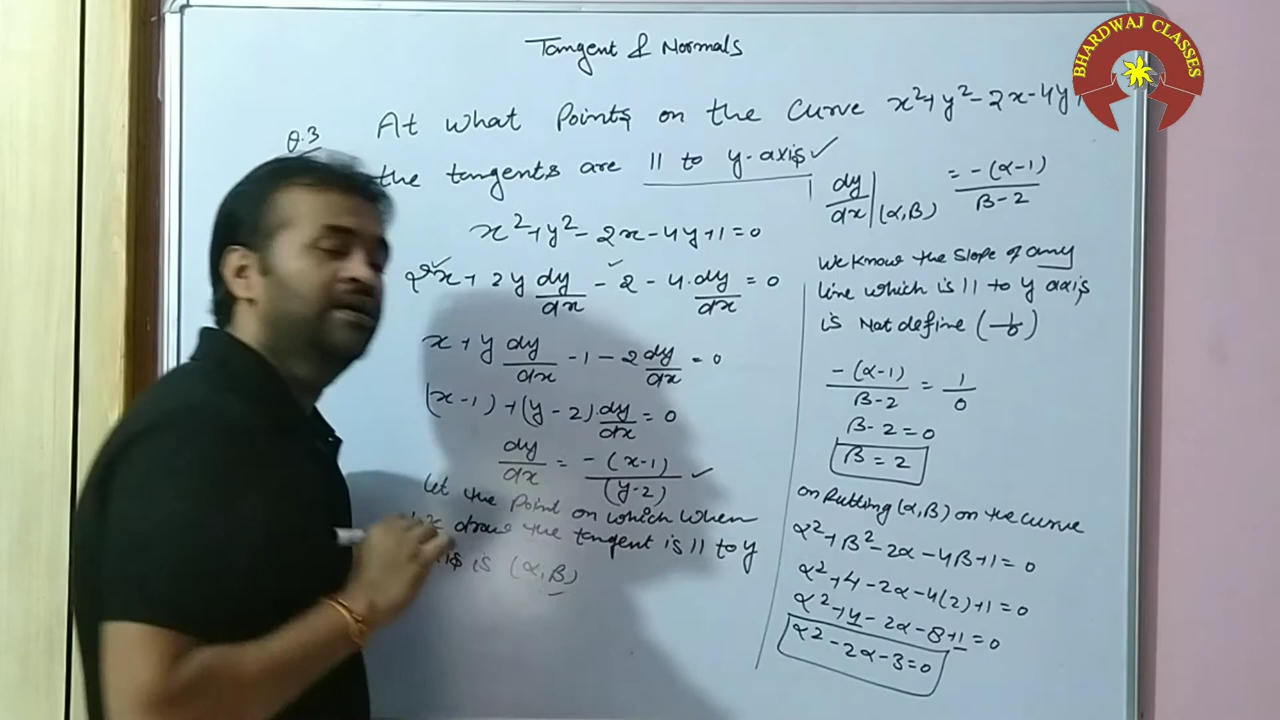 Tangent & Normals
BHARDWAJ CLASSES
Q.3 At what Points on the Curve x²+y²-2x-4y+
the tangents are || to y-axis ✓
x²+y²-2x-4y+1=0
2x+2y dy/dx -2-4.dy/dx=0
x+y dy/dx -1-2dy/dx=0
(x-1)+(y-2).dy/dx=0
dy/dx = -(x-1)/(y-2) ✓
let the Point on which when
draw the tangent is || to y
is (α,β)
dy/dx|(α,β) = -(α-1)/β-2
We Know the Slope of any
line which is || to y axis
is Not define (1/0)
-(α-1)/β-2 = 1/0
β-2=0
β=2
on Putting (α,β) on the curve
α²+β²-2α-4β+1=0
α²+4-2α-4(2)+1=0
α²+4-2α-8+1=0
α2-2α-3=0